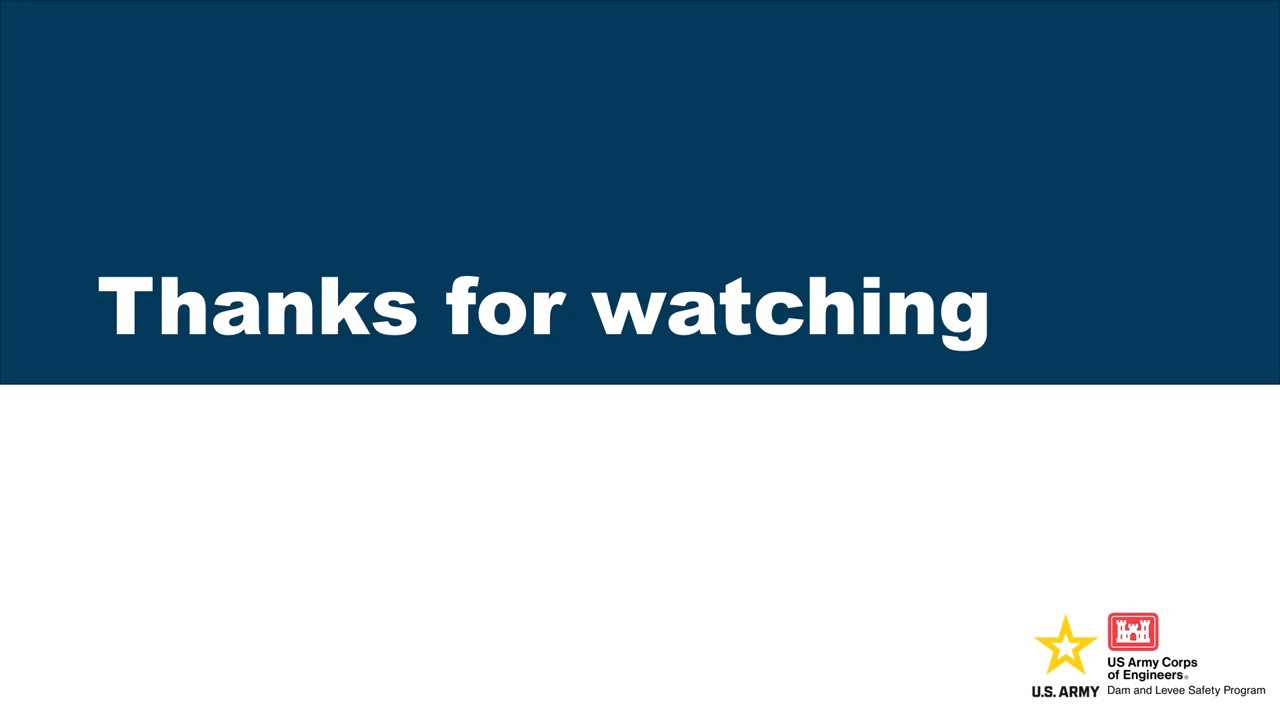 Thanks for watching
U.S. ARMY
US Army Corps
of Engineers®
Dam and Levee Safety Program